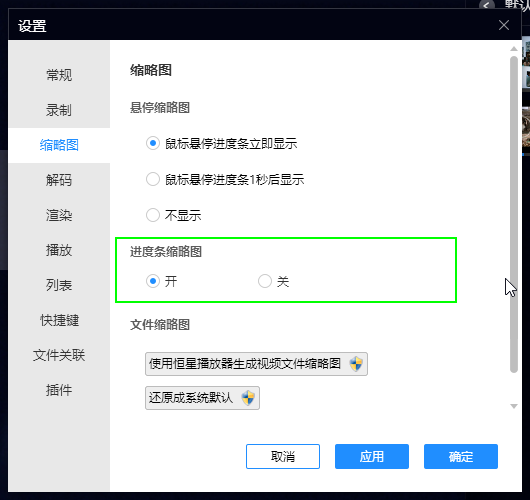 默认
设置
常规
录制
缩略图
解码
渲染
播放
列表
快捷键
文件关联
插件
缩略图
悬停缩略图
鼠标悬停进度条立即显示
鼠标悬停进度条1秒后显示
不显示
进度条缩略图
开
关
文件缩略图
使用恒星播放器生成视频文件缩略图
还原成系统默认
取消
应用
确定